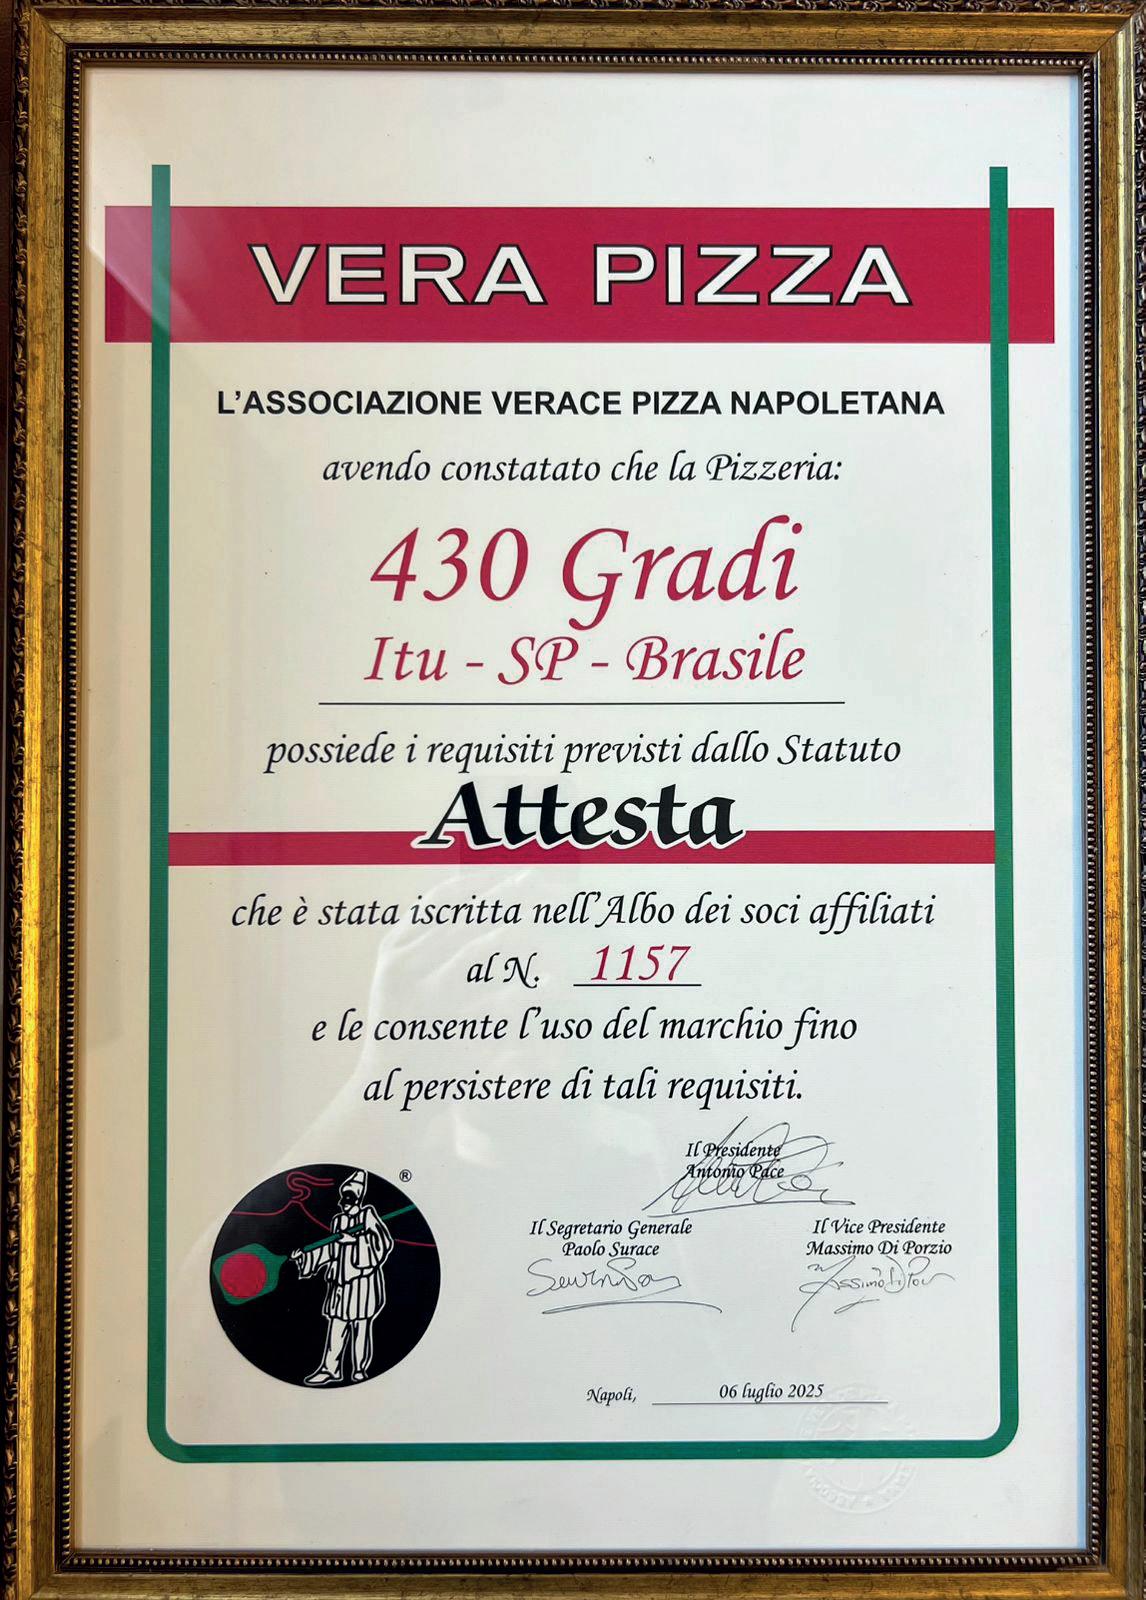 VERA PIZZA
L'ASSOCIAZIONE VERACE PIZZA NAPOLETANA
avendo constatato che la Pizzeria:
430 Gradi
Itu - SP - Brasile
possiede i requisiti previsti dallo Statuto
Attesta
che è stata iscritta nell'Albo dei soci affiliati
al N. 1157
e le consente l'uso del marchio fino
al persistere di tali requisiti.
Il Presidente
Antonio Pace
Il Segretario Generale
Paolo Surace
Il Vice Presidente
Massimo Di Porzio
®
Napoli, 06 luglio 2025